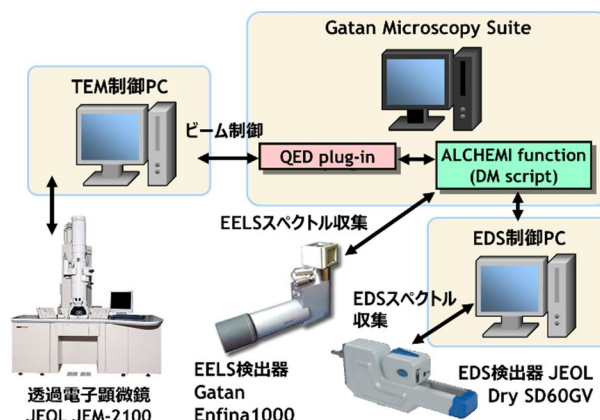 Gatan Microscopy Suite
TEM制御PC
ビーム制御
QED plug-in
ALCHEMI function
(DM script)
EELSスペクトル収集
EDS制御PC
EDSスペクトル
収集
透過電子顕微鏡
JEOL JEM-2100
EELS検出器
Gatan
Enfina1000
EDS検出器 JEOL
Dry SD60GV